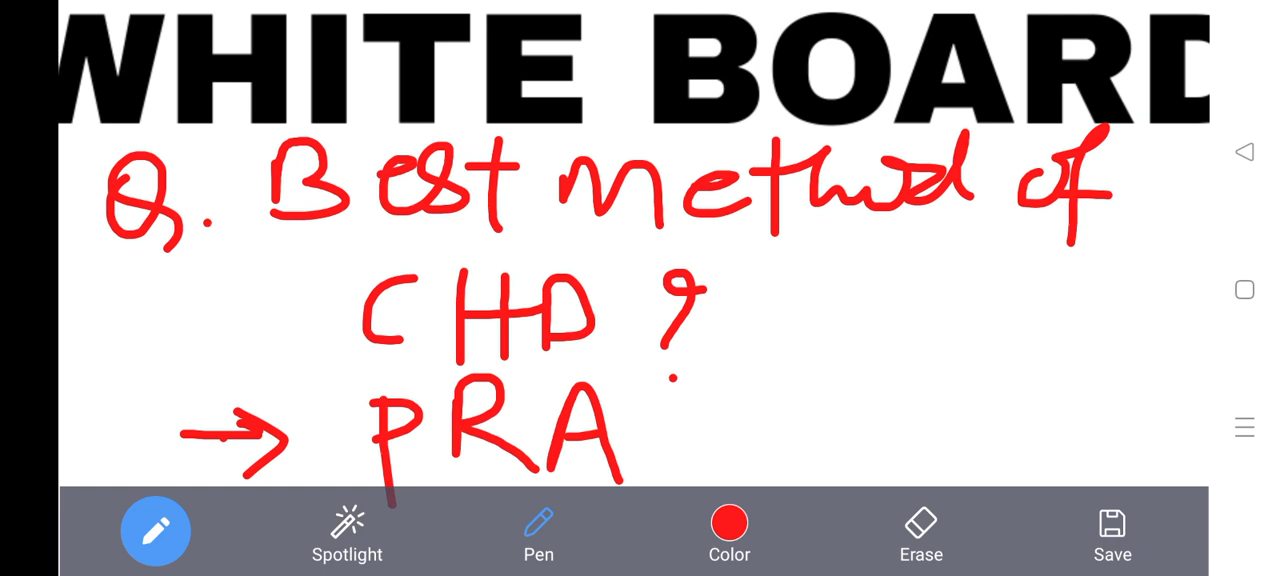 WHITE BOARD
Q. Best Method of
CHD ?
→ PRA
Spotlight Pen Color Erase Save